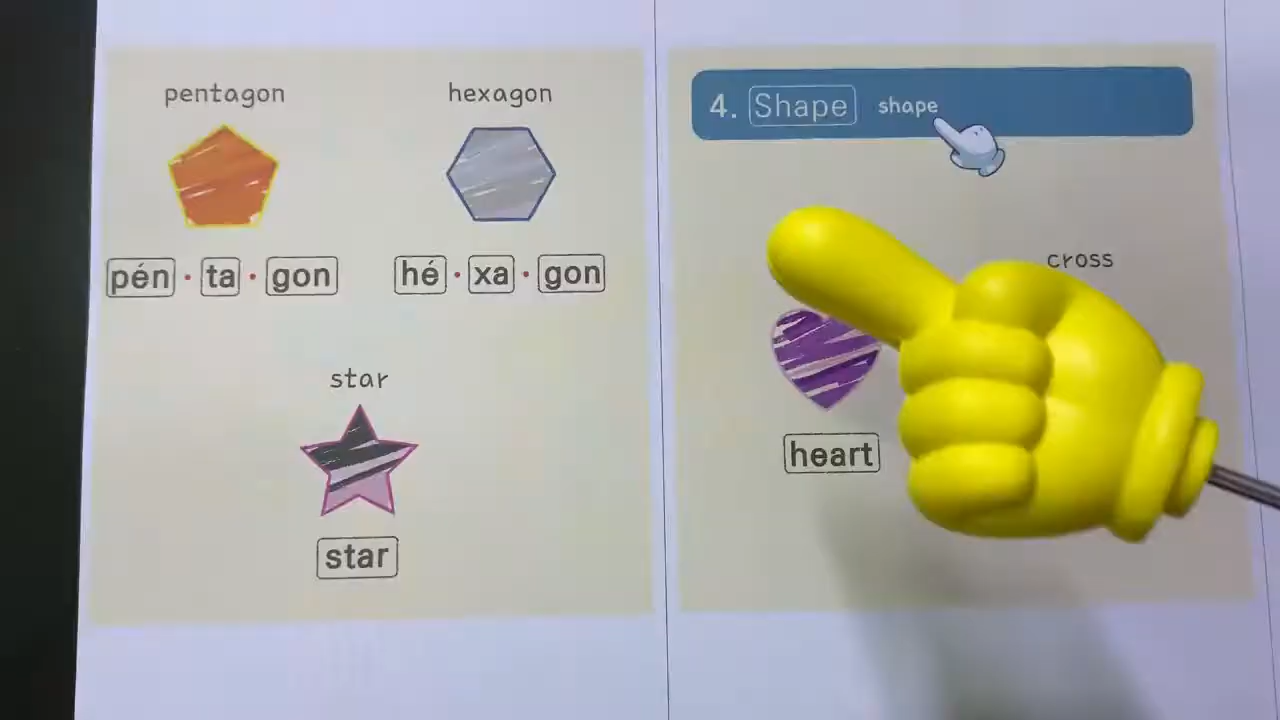 pentagon
hexagon
pén · ta · gon
hé · xa · gon
star
star
4. Shape shape
cross
heart